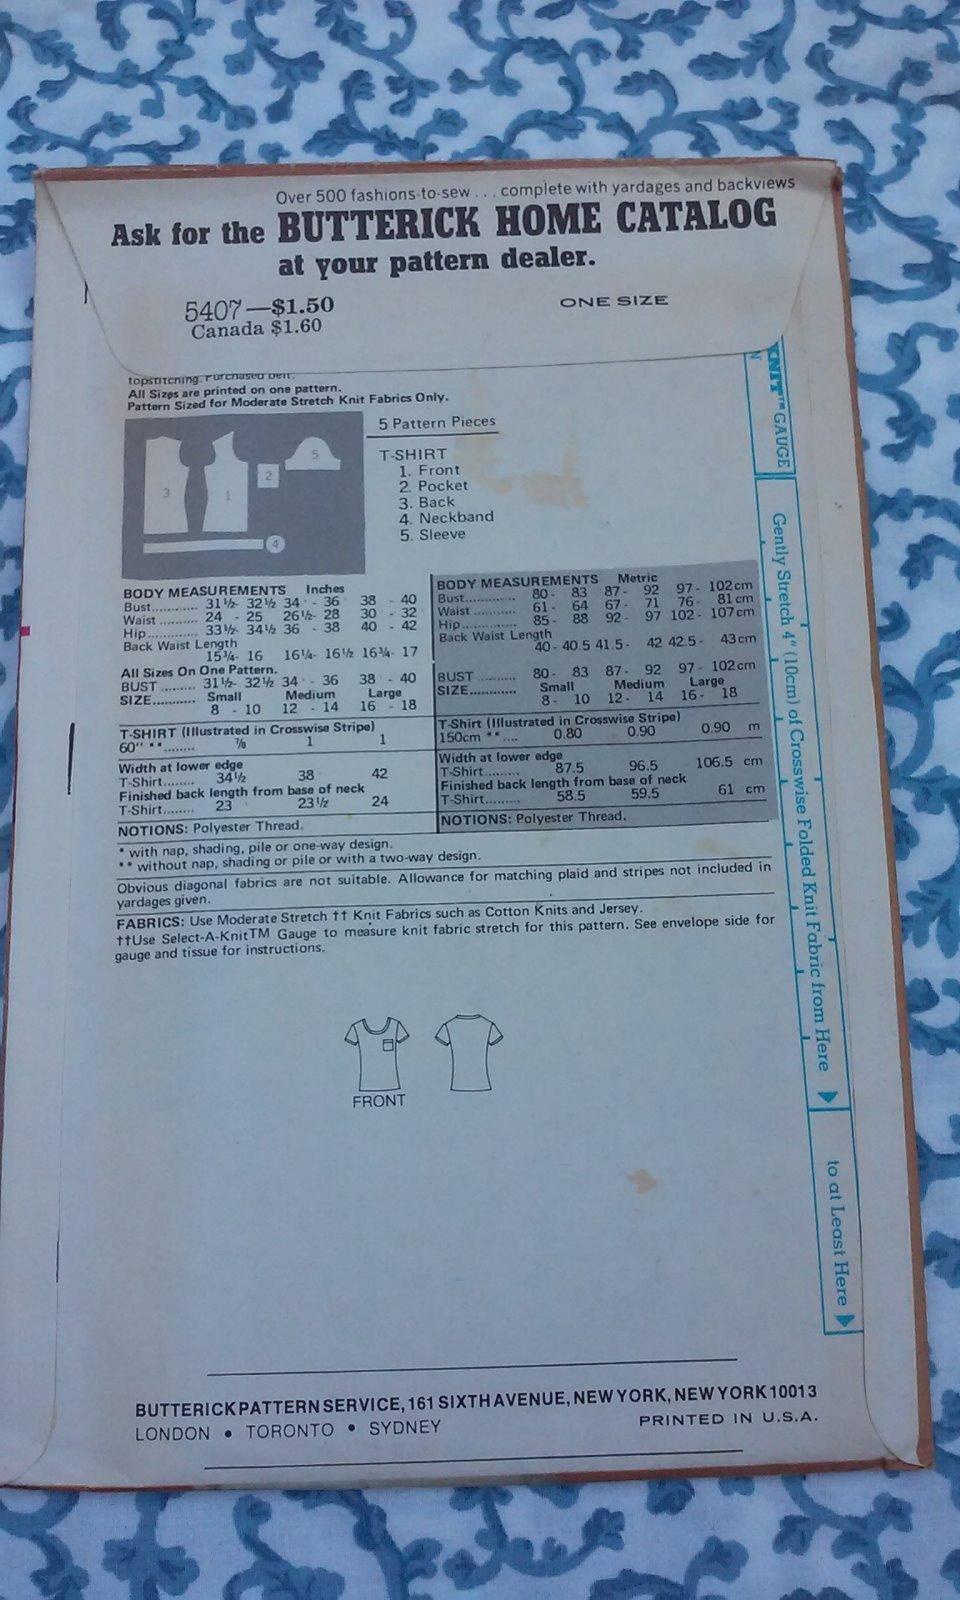 Over 500 fashions-to-sew . . . complete with yardages and backviews
Ask for the BUTTERICK HOME CATALOG
at your pattern dealer.
5407—$1.50
Canada $1.60
ONE SIZE
topstitching. Purchased belt.
All Sizes are printed on one pattern.
Pattern Sized for Moderate Stretch Knit Fabrics Only.
3
1
2
5
4
5 Pattern Pieces
T-SHIRT
1. Front
2. Pocket
3. Back
4. Neckband
5. Sleeve
BODY MEASUREMENTS Inches
Bust............ 31½- 32½ 34 - 36 38 - 40
Waist .......... 24 - 25 26½- 28 30 - 32
Hip............. 33½- 34½ 36 - 38 40 - 42
Back Waist Length
15¾- 16 16¼- 16½ 16¾- 17
All Sizes On One Pattern.
BUST ......... 31½- 32½ 34 - 36 38 - 40
SIZE........... Small Medium Large
8 - 10 12 - 14 16 - 18
T-SHIRT (Illustrated in Crosswise Stripe)
60" **........ ⅞ 1 1
Width at lower edge
T-Shirt........ 34½ 38 42
Finished back length from base of neck
T-Shirt........ 23 23½ 24
NOTIONS: Polyester Thread.
BODY MEASUREMENTS Metric
Bust............. 80- 83 87- 92 97- 102cm
Waist ........... 61- 64 67- 71 76- 81cm
Hip.............. 85- 88 92- 97 102- 107cm
Back Waist Length
40- 40.5 41.5- 42 42.5- 43cm
BUST ......... 80- 83 87- 92 97- 102cm
SIZE............ Small Medium Large
8- 10 12- 14 16- 18
T-Shirt (Illustrated in Crosswise Stripe)
150cm ** .... 0.80 0.90 0.90 m
Width at lower edge
T-Shirt......... 87.5 96.5 106.5 cm
Finished back length from base of neck
T-Shirt......... 58.5 59.5 61 cm
NOTIONS: Polyester Thread.
* with nap, shading, pile or one-way design.
** without nap, shading or pile or with a two-way design.
Obvious diagonal fabrics are not suitable. Allowance for matching plaid and stripes not included in
yardages given.
FABRICS: Use Moderate Stretch †† Knit Fabrics such as Cotton Knits and Jersey.
††Use Select-A-KnitTM Gauge to measure knit fabric stretch for this pattern. See envelope side for
gauge and tissue for instructions.
FRONT
KNIT™ GAUGE
Gently Stretch 4" (10cm) of Crosswise Folded Knit Fabric from Here
to at Least Here
BUTTERICK PATTERN SERVICE, 161 SIXTH AVENUE, NEW YORK, NEW YORK 10013
LONDON • TORONTO • SYDNEY
PRINTED IN U.S.A.